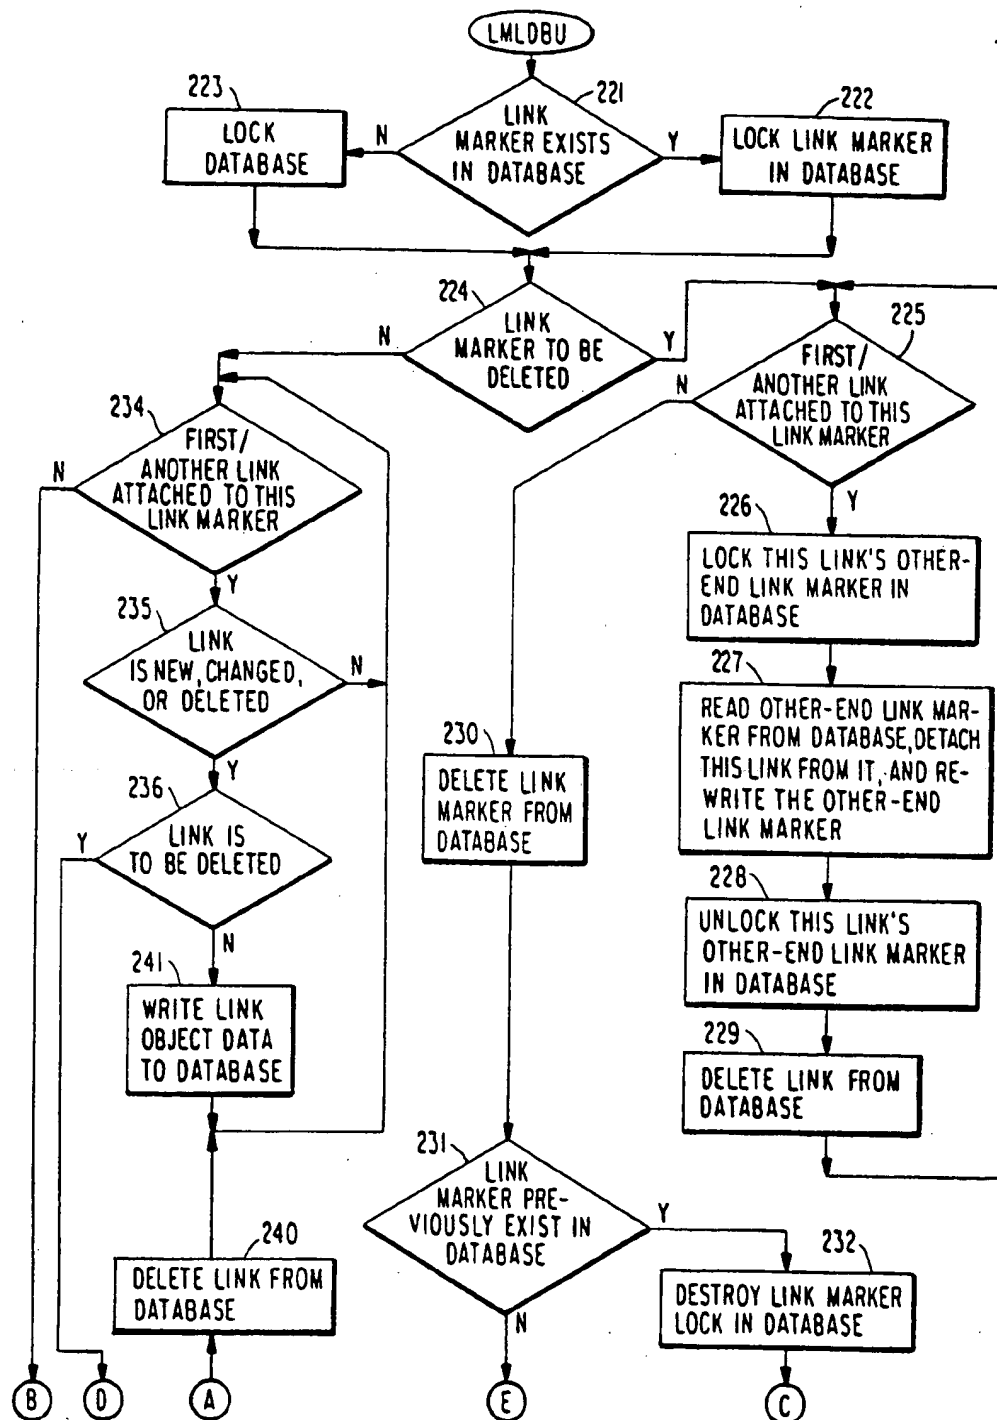 LMLDBU
223
LOCK
DATABASE
N
221
LINK
MARKER EXISTS
IN DATABASE
Y
222
LOCK LINK MARKER
IN DATABASE
224
LINK
MARKER TO BE
DELETED
N
Y
225
FIRST/
ANOTHER LINK
ATTACHED TO THIS
LINK MARKER
N
Y
234
FIRST/
ANOTHER LINK
ATTACHED TO THIS
LINK MARKER
N
Y
226
LOCK THIS LINK'S OTHER-
END LINK MARKER IN
DATABASE
235
LINK
IS NEW, CHANGED,
OR DELETED
N
Y
227
READ OTHER-END LINK MAR-
KER FROM DATABASE, DETACH
THIS LINK FROM IT, AND RE-
WRITE THE OTHER-END
LINK MARKER
230
DELETE LINK
MARKER FROM
DATABASE
236
LINK IS
TO BE DELETED
Y
N
228
UNLOCK THIS LINK'S
OTHER-END LINK MARKER
IN DATABASE
241
WRITE LINK
OBJECT DATA
TO DATABASE
229
DELETE LINK FROM
DATABASE
231
LINK
MARKER PRE-
VIOUSLY EXIST IN
DATABASE
Y
N
240
DELETE LINK FROM
DATABASE
232
DESTROY LINK MARKER
LOCK IN DATABASE
B
D
A
E
C